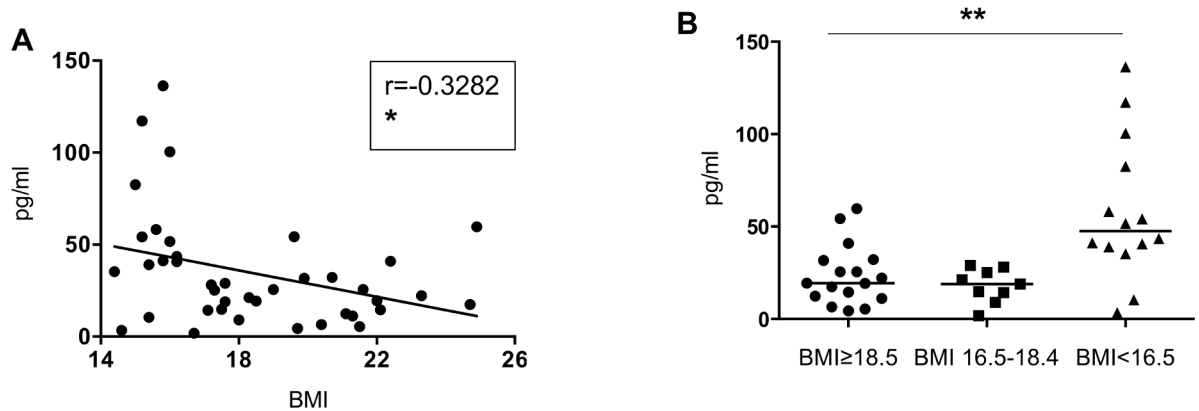 A
150
100
50
0
pg/ml
r=-0.3282
*
14
18
22
26
BMI
B
**
150
100
50
0
pg/ml
BMI≥18.5
BMI 16.5-18.4
BMI<16.5